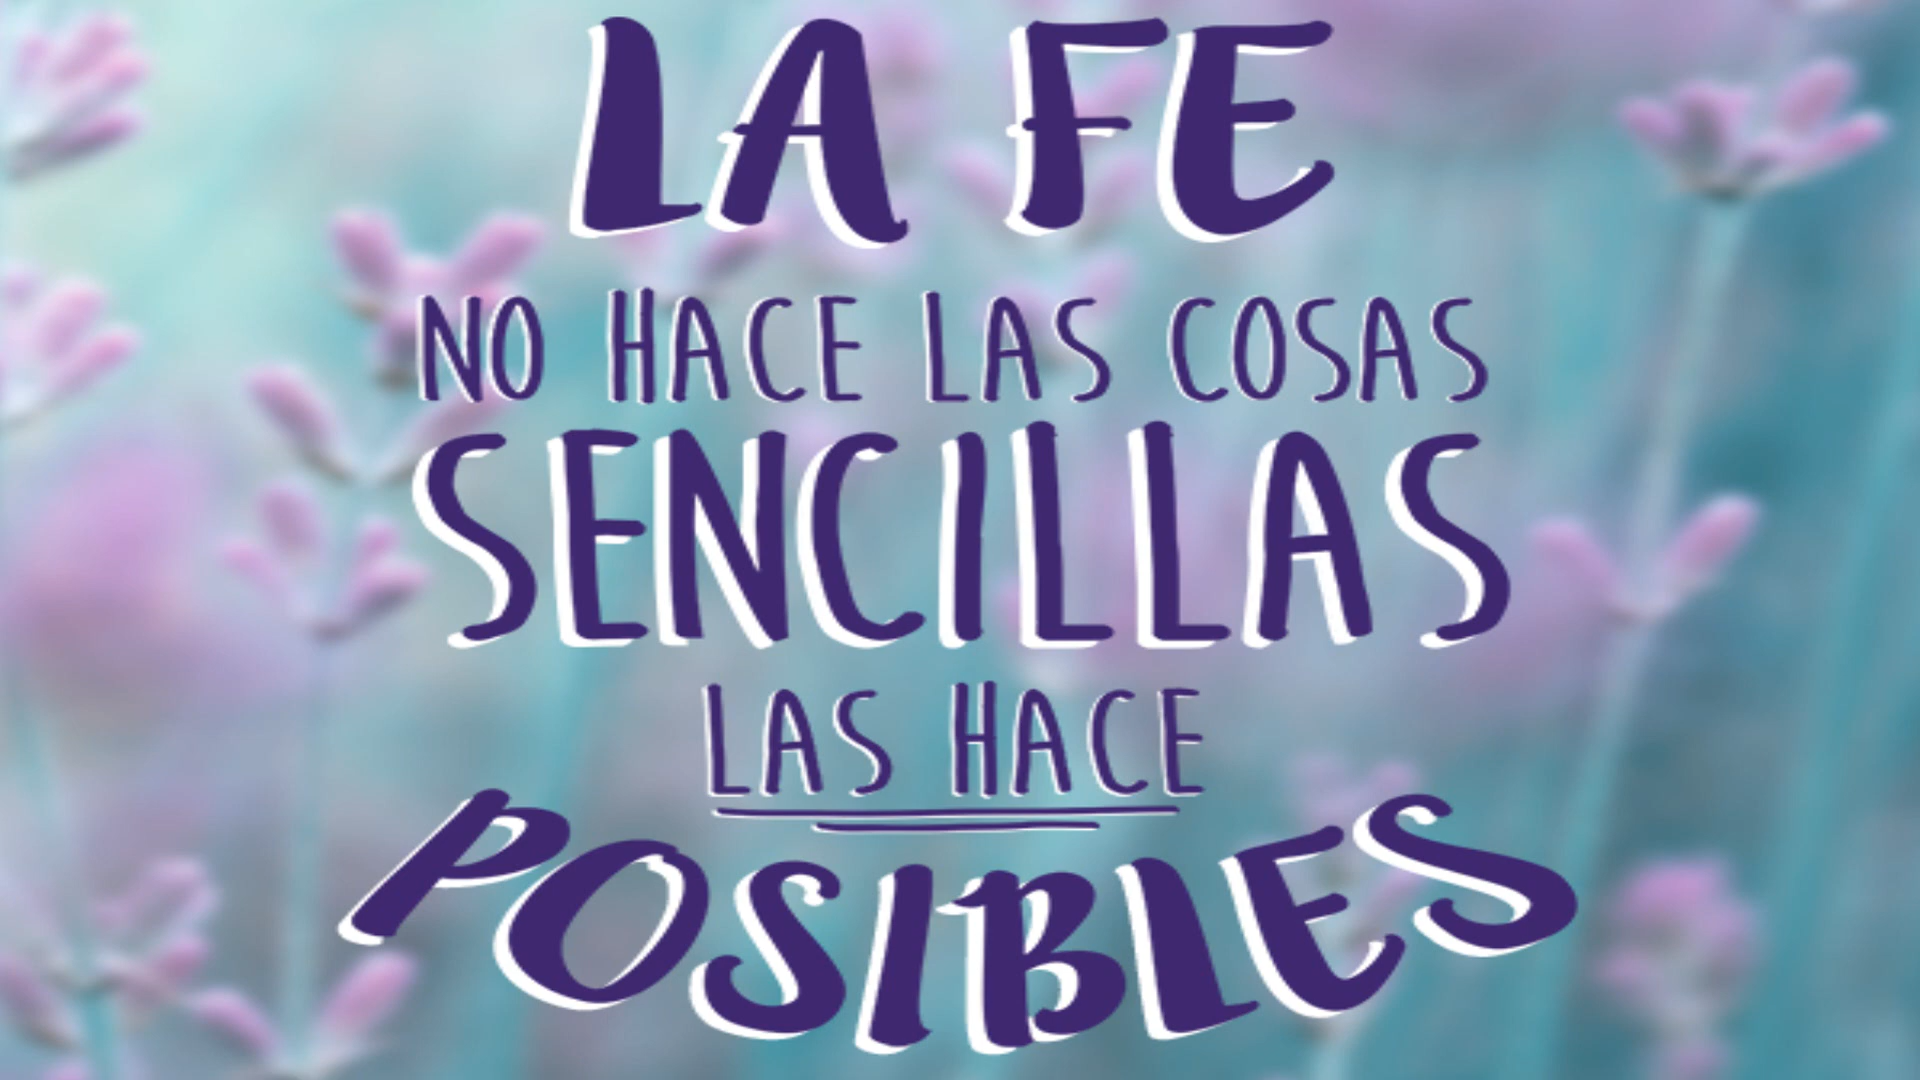 LA FE
NO HACE LAS COSAS
SENCILLAS
LAS HACE
POSIBLES